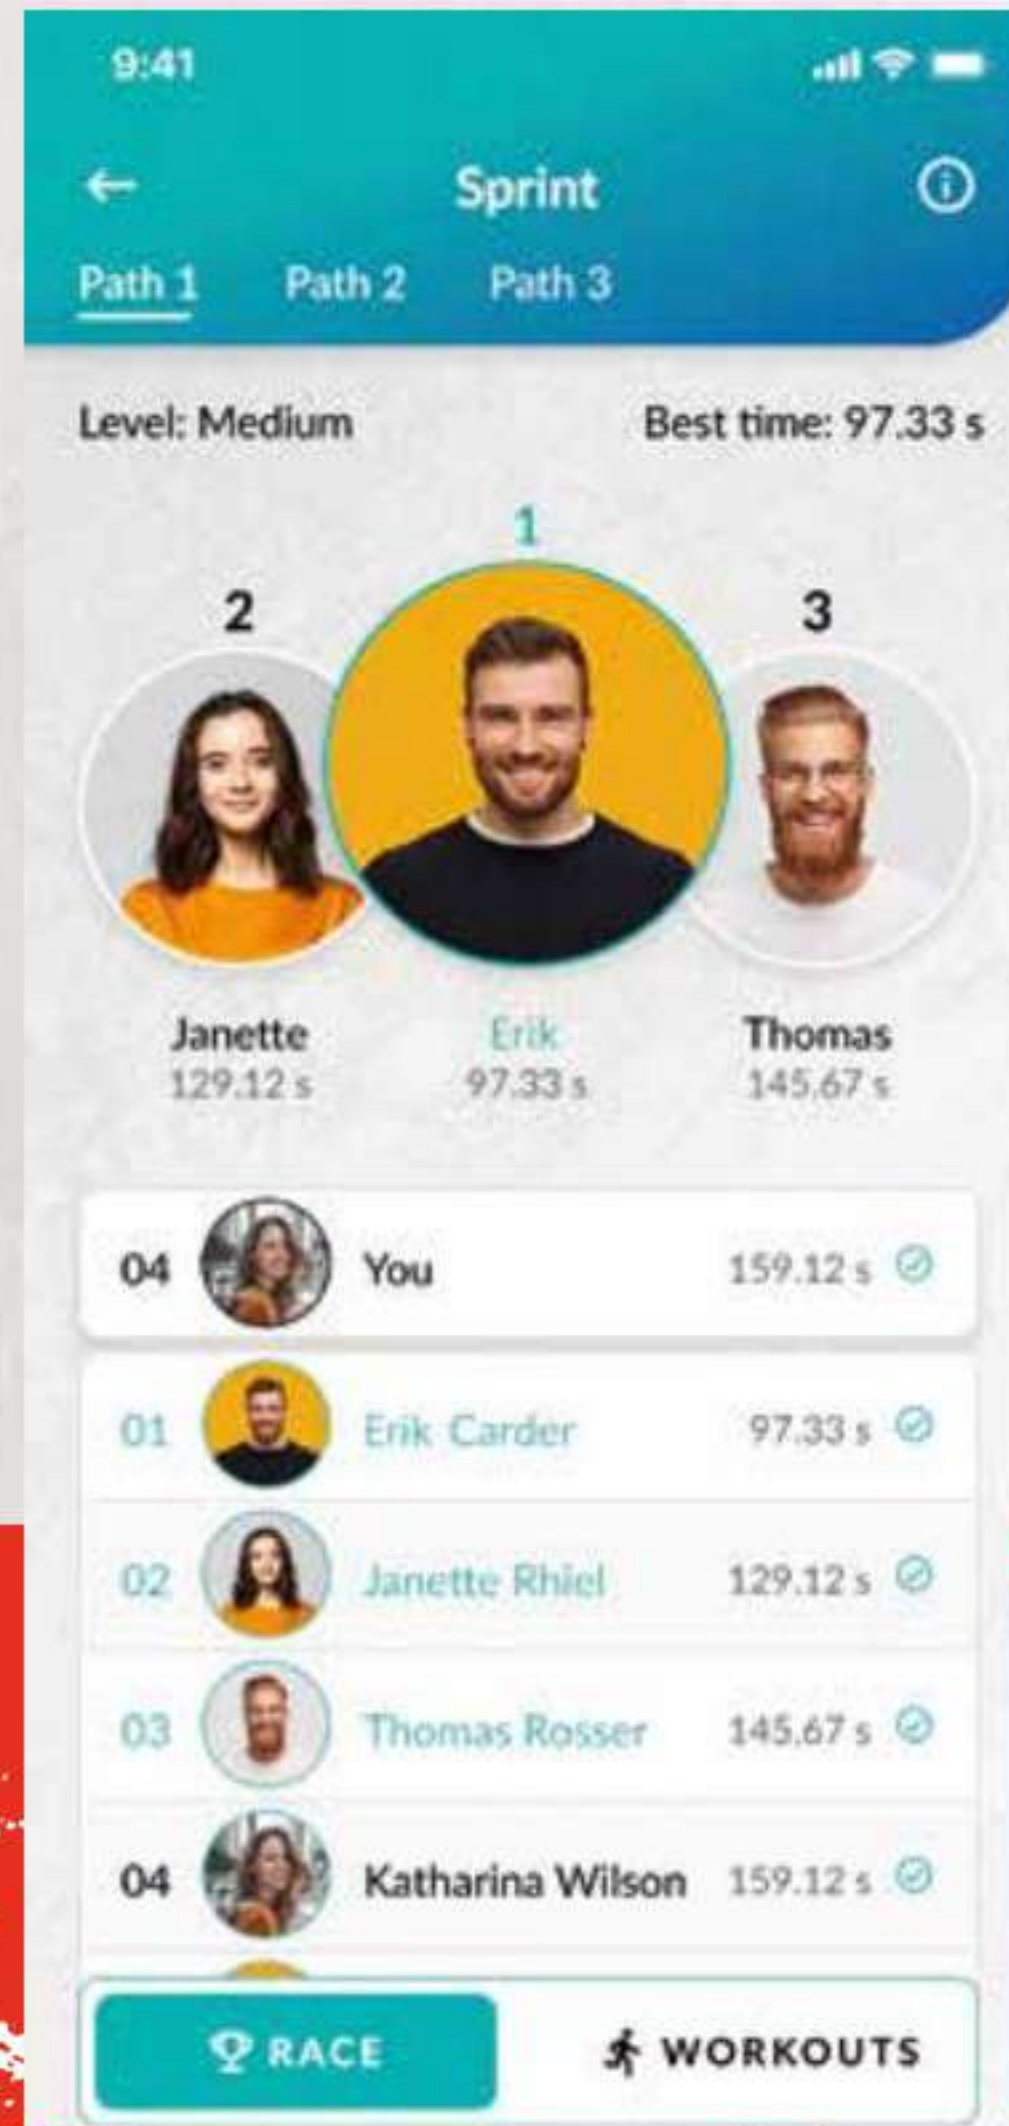 9:41
Sprint
Path 1 Path 2 Path 3
Level: Medium Best time: 97.33 s
1
2 3
Janette Erik Thomas
129.12 s 97.33 s 145.67 s
04 You 159.12 s
01 Erik Carder 97.33 s
02 Janette Rhiel 129.12 s
03 Thomas Rosser 145.67 s
04 Katharina Wilson 159.12 s
RACE WORKOUTS